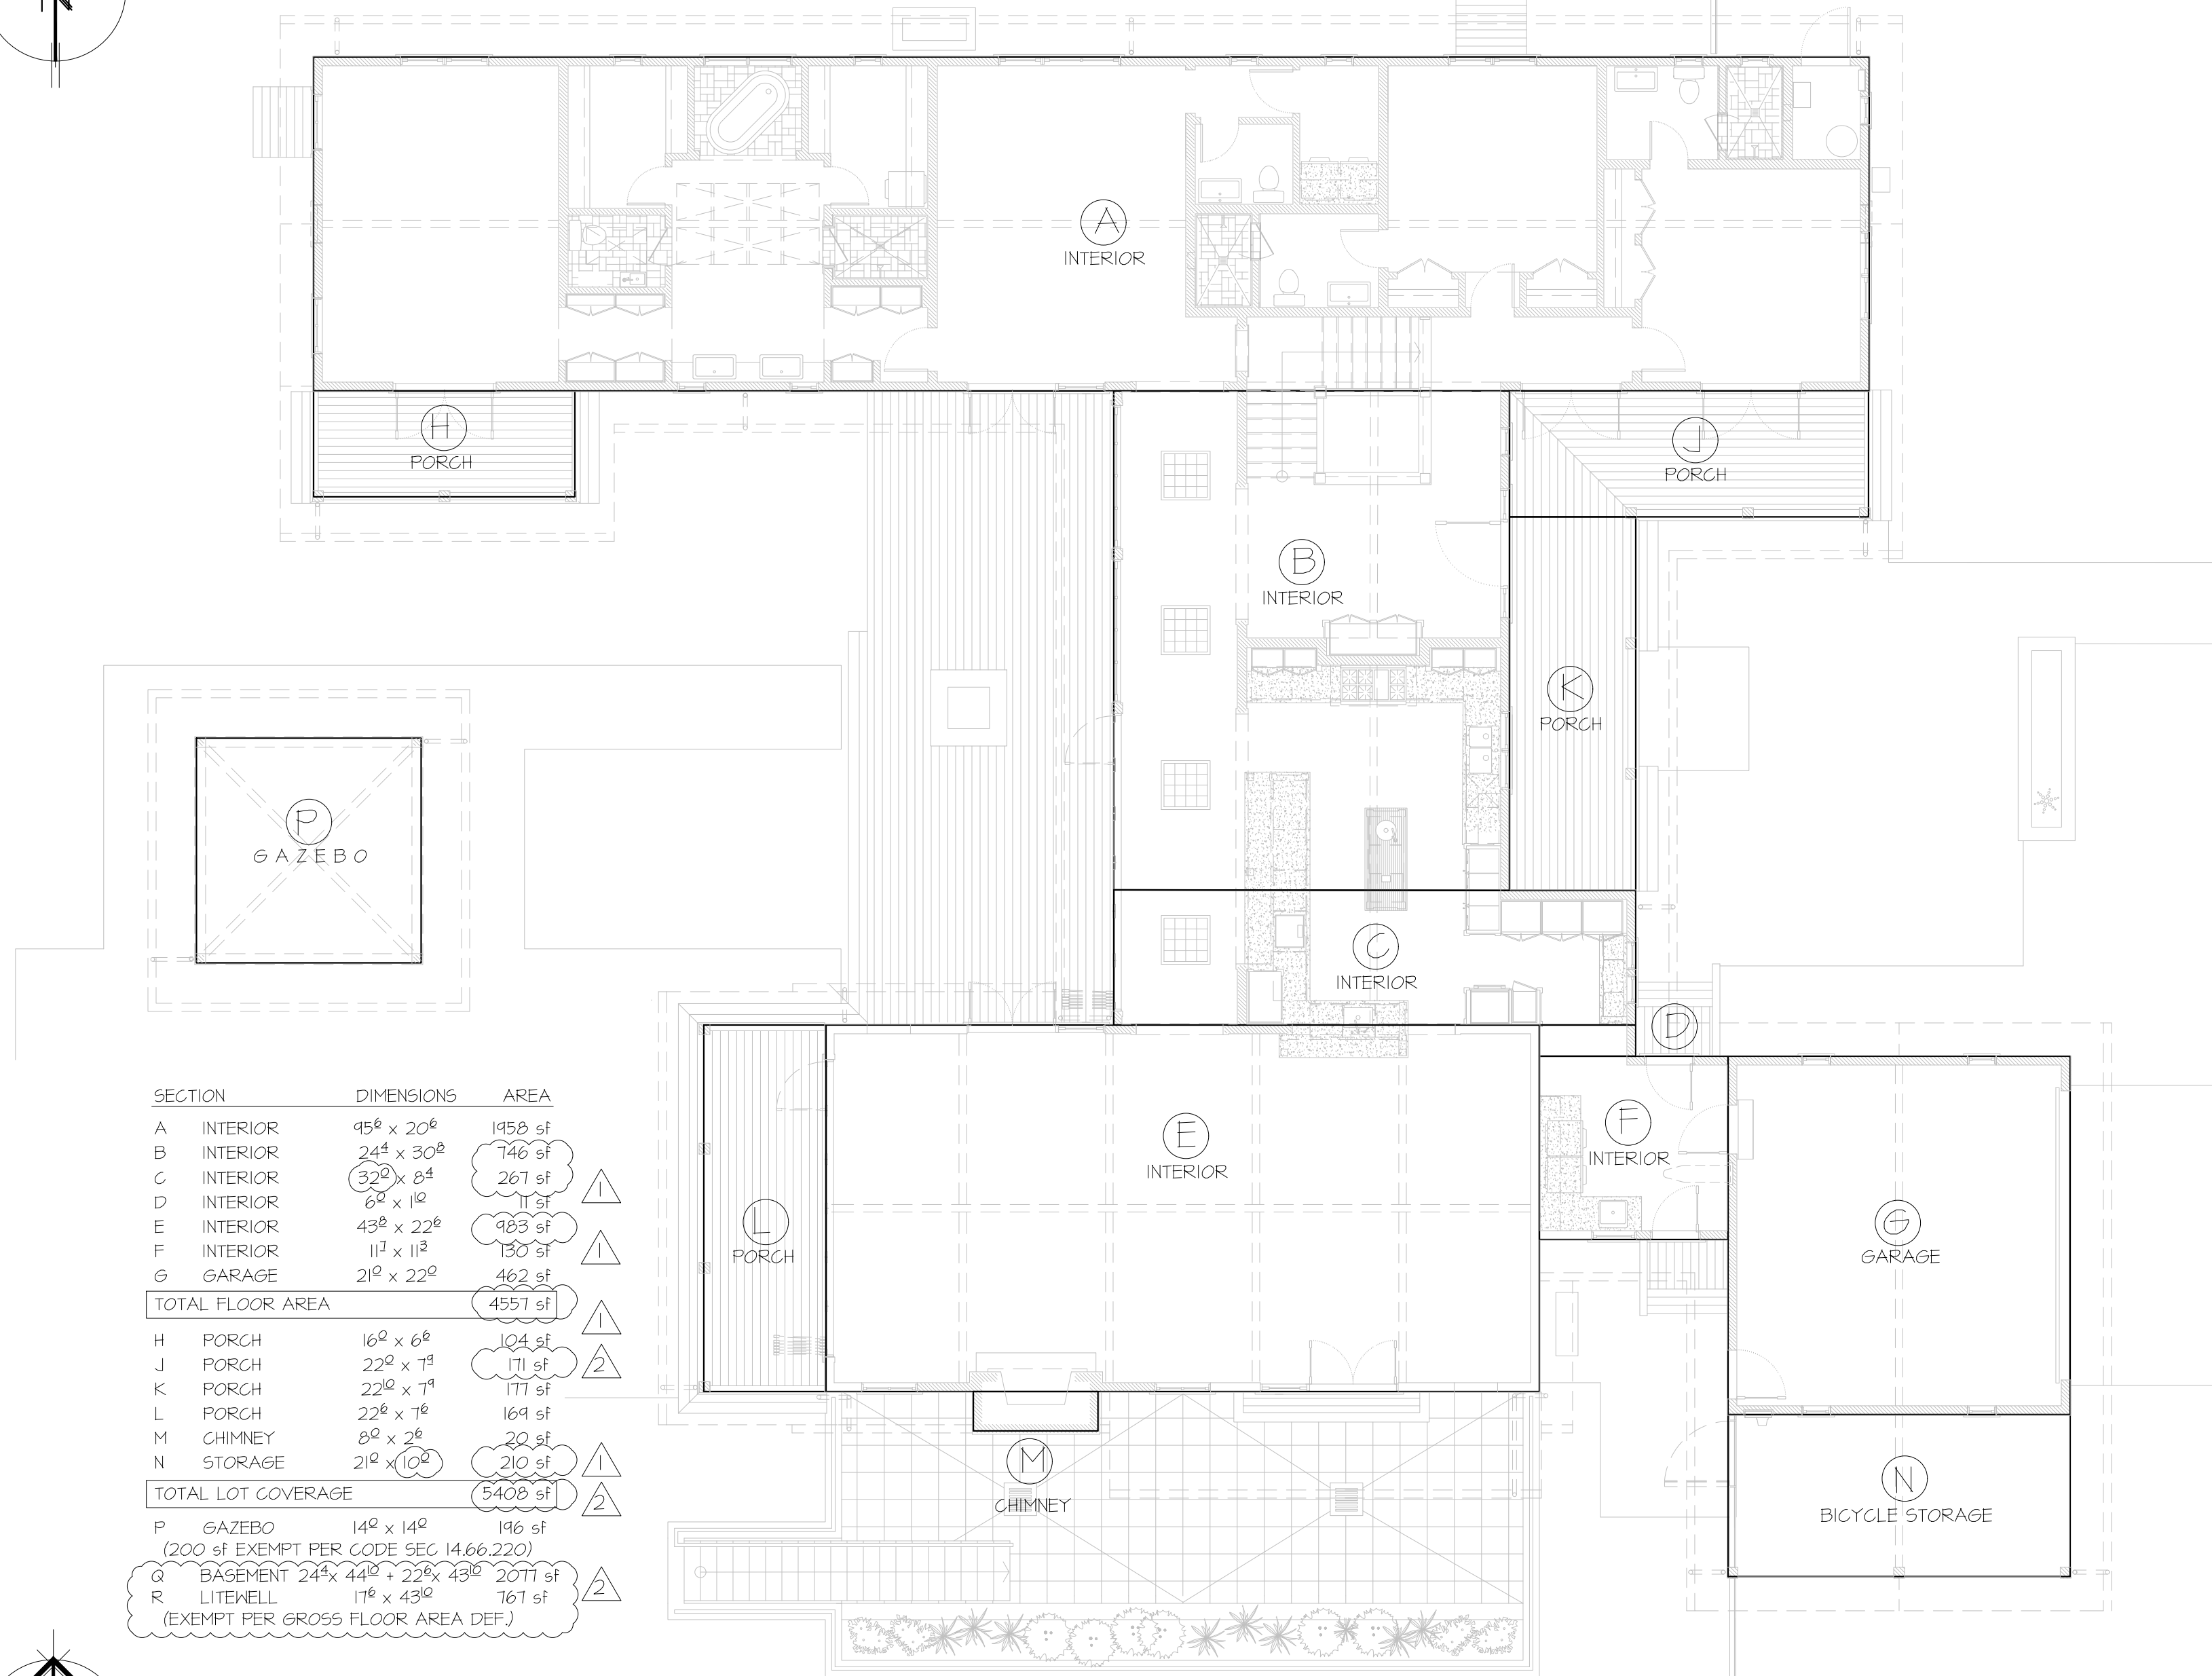 A
INTERIOR
H
PORCH
J
PORCH
B
INTERIOR
K
PORCH
P
GAZEBO
C
INTERIOR
D
E
INTERIOR
F
INTERIOR
L
PORCH
G
GARAGE
M
CHIMNEY
N
BICYCLE STORAGE
SECTION DIMENSIONS AREA
A INTERIOR 95⁶ x 20⁶ 1958 sf
B INTERIOR 24⁴ x 30⁸ 746 sf
C INTERIOR 32⁰ x 8⁴ 267 sf 1
D INTERIOR 6⁰ x 1¹⁰ 11 sf
E INTERIOR 43⁸ x 22⁶ 983 sf
F INTERIOR 11⁷ x 11³ 130 sf 1
G GARAGE 21⁰ x 22⁰ 462 sf
TOTAL FLOOR AREA 4557 sf 1
H PORCH 16⁰ x 6⁶ 104 sf
J PORCH 22⁰ x 7⁹ 171 sf 2
K PORCH 22¹⁰ x 7⁹ 177 sf
L PORCH 22⁶ x 7⁶ 169 sf
M CHIMNEY 8⁰ x 2⁶ 20 sf
N STORAGE 21⁰ x 10⁰ 210 sf 1
TOTAL LOT COVERAGE 5408 sf 2
P GAZEBO 14⁰ x 14⁰ 196 sf
(200 sf EXEMPT PER CODE SEC 14.66.220)
Q BASEMENT 24⁴x 44¹⁰ + 22⁶x 43¹⁰ 2077 sf
R LITEWELL 17⁶ x 43¹⁰ 767 sf 2
(EXEMPT PER GROSS FLOOR AREA DEF.)